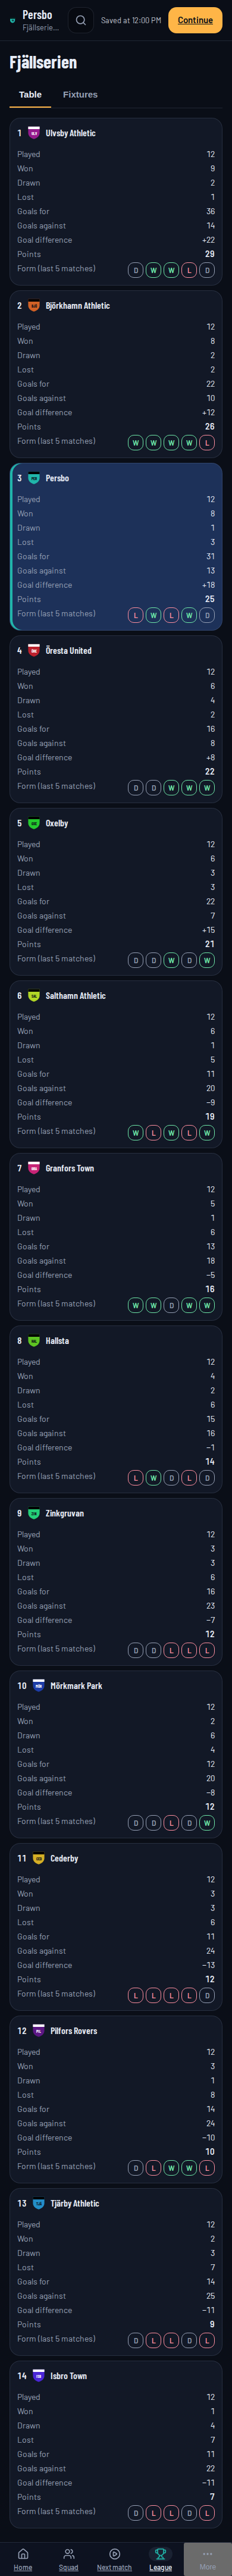 Persbo
Fjällserie...
Saved at 12:00 PM
Continue
Fjällserien
Table
Fixtures
1 Ulvsby Athletic
Played 12
Won 9
Drawn 2
Lost 1
Goals for 36
Goals against 14
Goal difference +22
Points 29
Form (last 5 matches) D W W L D
2 Björkhamn Athletic
Played 12
Won 8
Drawn 2
Lost 2
Goals for 22
Goals against 10
Goal difference +12
Points 26
Form (last 5 matches) W W W W L
3 Persbo
Played 12
Won 8
Drawn 1
Lost 3
Goals for 31
Goals against 13
Goal difference +18
Points 25
Form (last 5 matches) L W L W D
4 Öresta United
Played 12
Won 6
Drawn 4
Lost 2
Goals for 16
Goals against 8
Goal difference +8
Points 22
Form (last 5 matches) D D W W W
5 Oxelby
Played 12
Won 6
Drawn 3
Lost 3
Goals for 22
Goals against 7
Goal difference +15
Points 21
Form (last 5 matches) D D W D W
6 Salthamn Athletic
Played 12
Won 6
Drawn 1
Lost 5
Goals for 11
Goals against 20
Goal difference −9
Points 19
Form (last 5 matches) W L W L W
7 Granfors Town
Played 12
Won 5
Drawn 1
Lost 6
Goals for 13
Goals against 18
Goal difference −5
Points 16
Form (last 5 matches) W W D W W
8 Hallsta
Played 12
Won 4
Drawn 2
Lost 6
Goals for 15
Goals against 16
Goal difference −1
Points 14
Form (last 5 matches) L W D L D
9 Zinkgruvan
Played 12
Won 3
Drawn 3
Lost 6
Goals for 16
Goals against 23
Goal difference −7
Points 12
Form (last 5 matches) D D L L L
10 Mörkmark Park
Played 12
Won 2
Drawn 6
Lost 4
Goals for 12
Goals against 20
Goal difference −8
Points 12
Form (last 5 matches) D D L D W
11 Cederby
Played 12
Won 3
Drawn 3
Lost 6
Goals for 11
Goals against 24
Goal difference −13
Points 12
Form (last 5 matches) L L L L D
12 Pilfors Rovers
Played 12
Won 3
Drawn 1
Lost 8
Goals for 14
Goals against 24
Goal difference −10
Points 10
Form (last 5 matches) D L W W L
13 Tjärby Athletic
Played 12
Won 2
Drawn 3
Lost 7
Goals for 14
Goals against 25
Goal difference −11
Points 9
Form (last 5 matches) D L L D L
14 Isbro Town
Played 12
Won 1
Drawn 4
Lost 7
Goals for 11
Goals against 22
Goal difference −11
Points 7
Form (last 5 matches) D L L D L
Home
Squad
Next match
League
More